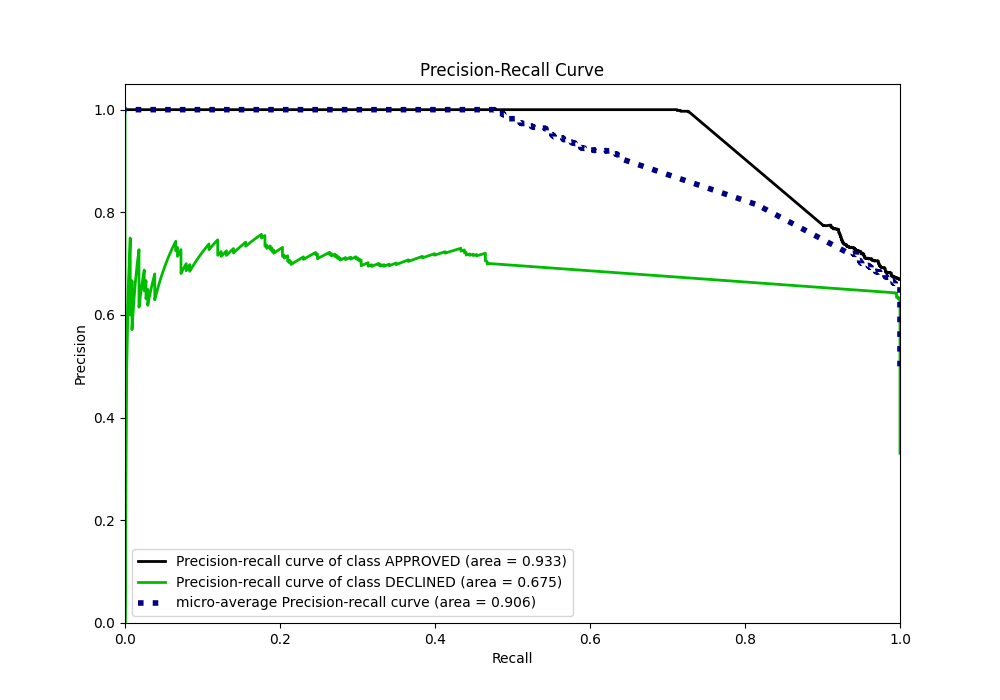 Precision-Recall Curve
1.0
0.8
0.6
0.4
0.2
0.0
Precision
Precision-recall curve of class APPROVED (area = 0.933)
Precision-recall curve of class DECLINED (area = 0.675)
micro-average Precision-recall curve (area = 0.906)
0.0 0.2 0.4 0.6 0.8 1.0
Recall